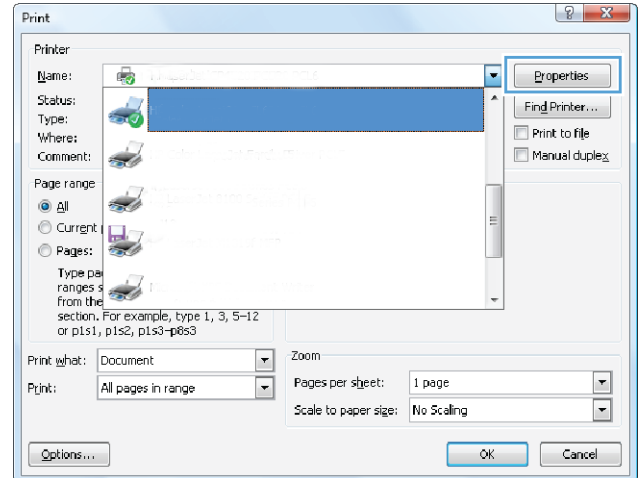 Print
Printer
Name:
Properties
Status:
Find Printer...
Type:
Print to file
Where:
Manual duplex
Comment:
Page range
All
Current
Pages:
Type
ranges
from the
section. For example, type 1, 3, 5–12
or p1s1, p1s2, p1s3–p8s3
Print what: Document
Print: All pages in range
Zoom
Pages per sheet: 1 page
Scale to paper size: No Scaling
Options...
OK
Cancel